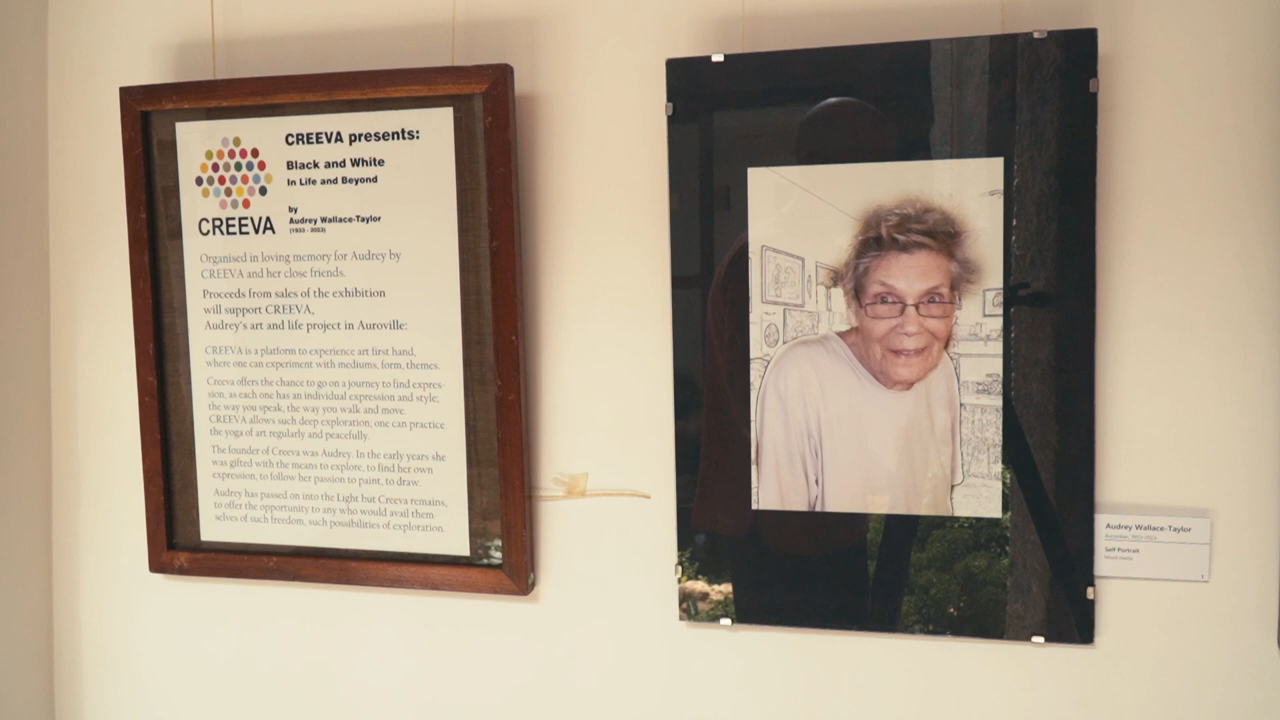 CREEVA presents:
Black and White
In Life and Beyond
by
Audrey Wallace-Taylor
(1933 - 2023)
CREEVA
Organised in loving memory for Audrey by
CREEVA and her close friends.
Proceeds from sales of the exhibition
will support CREEVA,
Audrey's art and life project in Auroville:
CREEVA is a platform to experience art first hand,
where one can experiment with mediums, form, themes.
Creeva offers the chance to go on a journey to find expres-
sion, as each one has an individual expression and style;
the way you speak, the way you walk and move.
CREEVA allows such deep exploration; one can practice
the yoga of art regularly and peacefully.
The founder of Creeva was Audrey. In the early years she
was gifted with the means to explore, to find her own
expression, to follow her passion to paint, to draw.
Audrey has passed on into the Light but Creeva remains,
to offer the opportunity to any who would avail them-
selves of such freedom, such possibilities of exploration.
Audrey Wallace-Taylor
Self Portrait
Mixed media